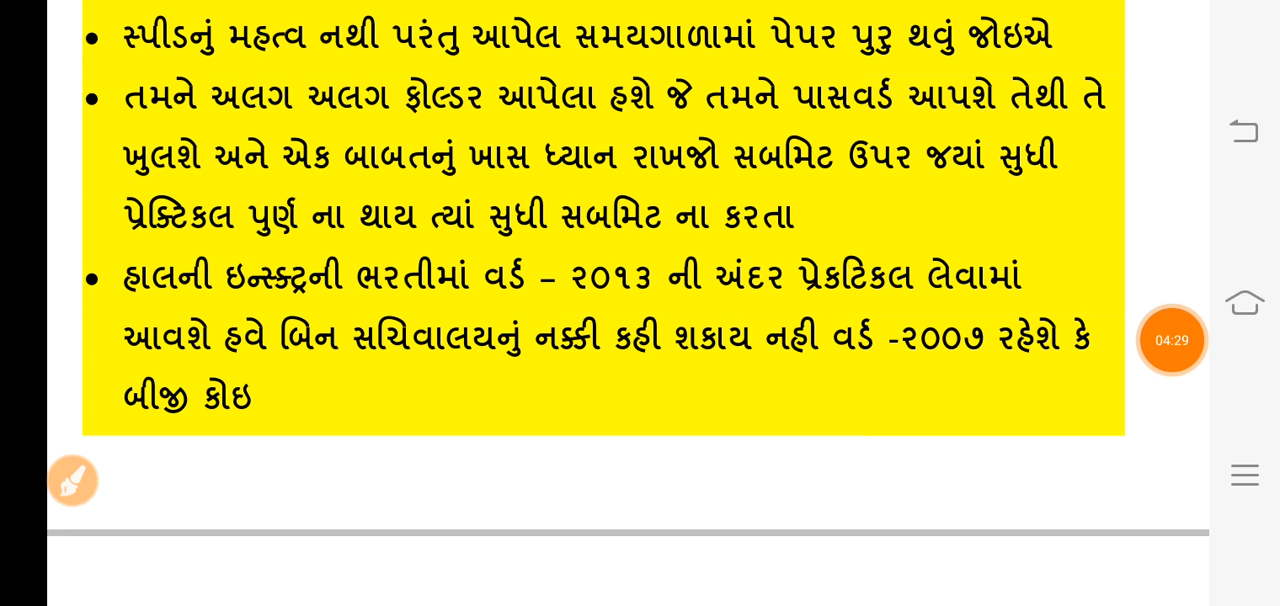 • સ્પીડનું મહત્વ નથી પરંતુ આપેલ સમયગાળામાં પેપર પુરુ થવું જોઇએ
• તમને અલગ અલગ ફોલ્ડર આપેલા હશે જે તમને પાસવર્ડ આપશે તેથી તે
ખુલશે અને એક બાબતનું ખાસ ધ્યાન રાખજો સબમિટ ઉપર જયાં સુધી
પ્રેક્ટિકલ પુર્ણ ના થાય ત્યાં સુધી સબમિટ ના કરતા
• હાલની ઇન્સ્ક્ટ્રની ભરતીમાં વર્ડ – ૨૦૧૩ ની અંદર પ્રેકટિકલ લેવામાં
આવશે હવે બિન સચિવાલયનું નક્કી કહી શકાય નહી વર્ડ -૨૦૦૭ રહેશે કે
બીજી કોઇ
04:29